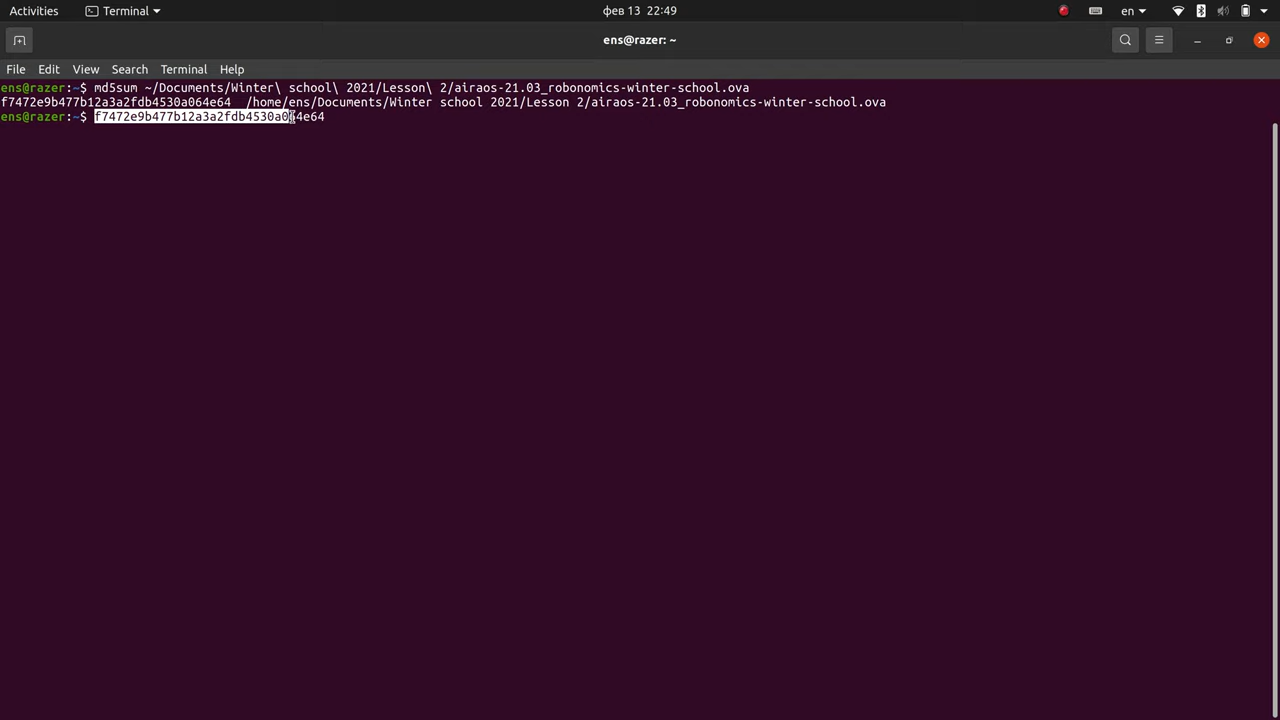 Activities Terminal фев 13 22:49 en
ens@razer: ~
File Edit View Search Terminal Help
ens@razer:~$ md5sum ~/Documents/Winter\ school\ 2021/Lesson\ 2/airaos-21.03_robonomics-winter-school.ova
f7472e9b477b12a3a2fdb4530a064e64  /home/ens/Documents/Winter school 2021/Lesson 2/airaos-21.03_robonomics-winter-school.ova
ens@razer:~$ f7472e9b477b12a3a2fdb4530a064e64